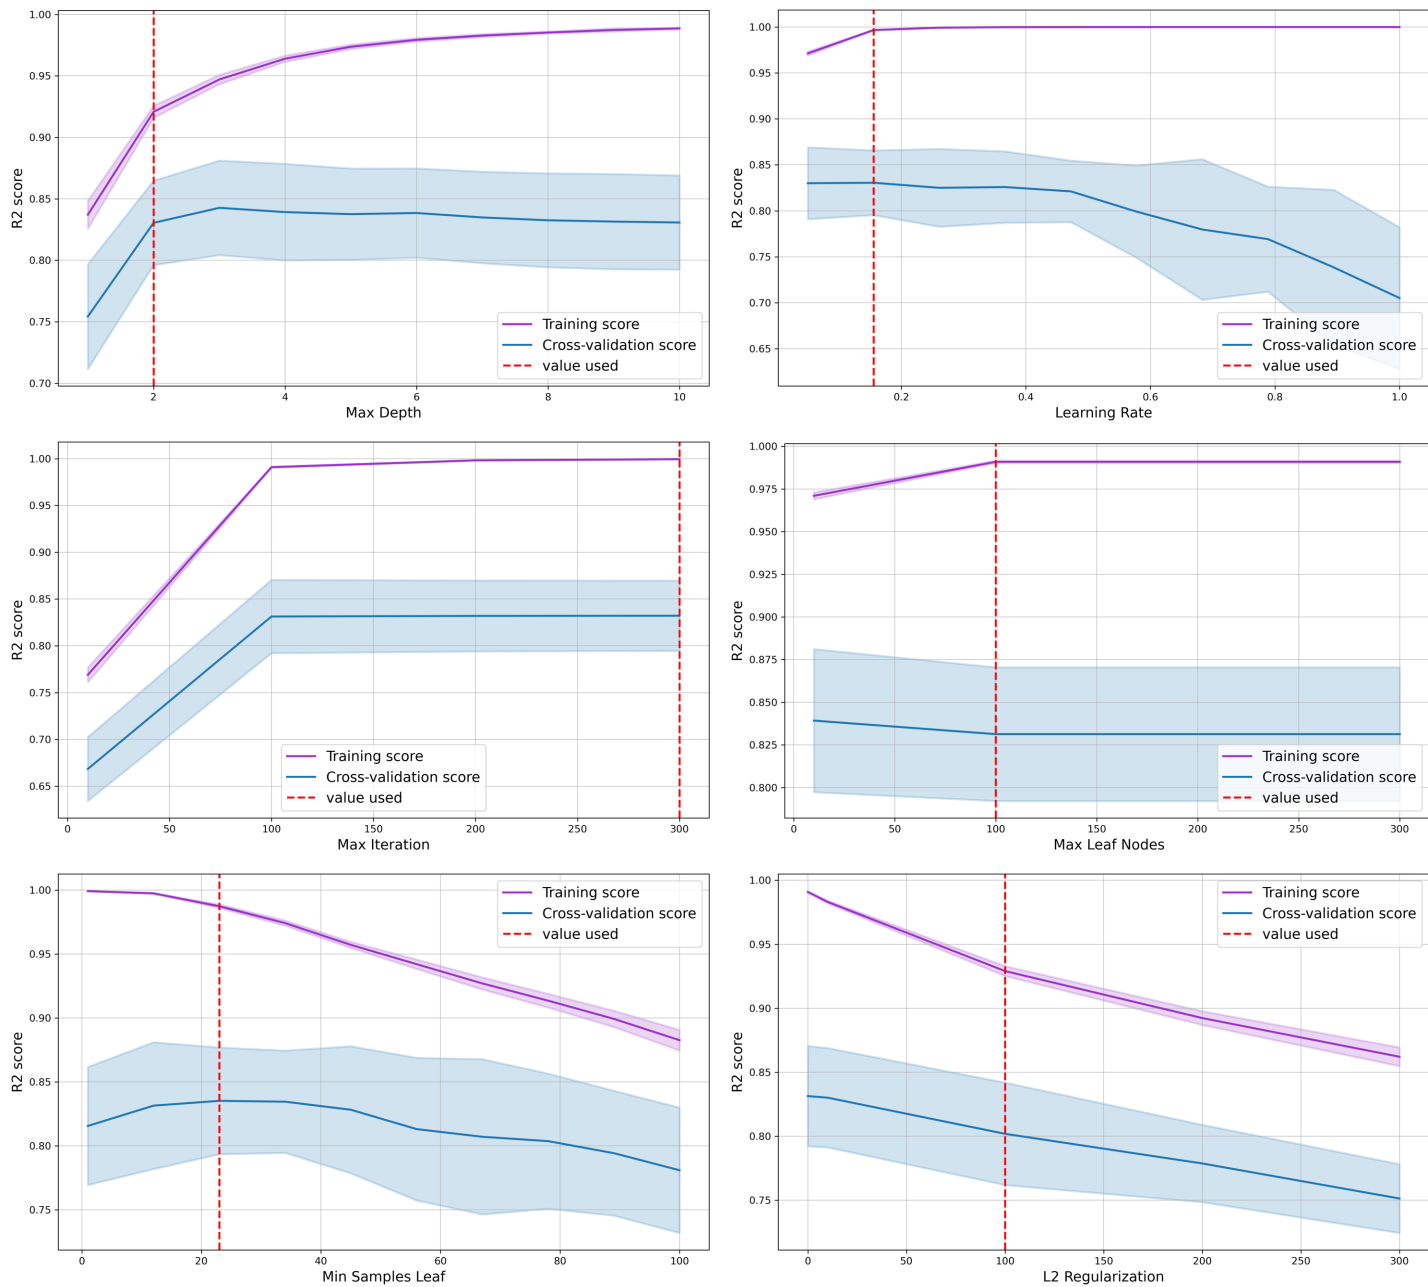 1.00
0.95
0.90
0.85
0.80
0.75
0.70
R2 score
2
4
6
8
10
Max Depth
Training score
Cross-validation score
value used
1.00
0.95
0.90
0.85
0.80
0.75
0.70
0.65
R2 score
0.2
0.4
0.6
0.8
1.0
Learning Rate
Training score
Cross-validation score
value used
1.00
0.95
0.90
0.85
0.80
0.75
0.70
0.65
R2 score
0
50
100
150
200
250
300
Max Iteration
Training score
Cross-validation score
value used
1.000
0.975
0.950
0.925
0.900
0.875
0.850
0.825
0.800
R2 score
0
50
100
150
200
250
300
Max Leaf Nodes
Training score
Cross-validation score
value used
1.00
0.95
0.90
0.85
0.80
0.75
R2 score
0
20
40
60
80
100
Min Samples Leaf
Training score
Cross-validation score
value used
1.00
0.95
0.90
0.85
0.80
0.75
R2 score
0
50
100
150
200
250
300
L2 Regularization
Training score
Cross-validation score
value used